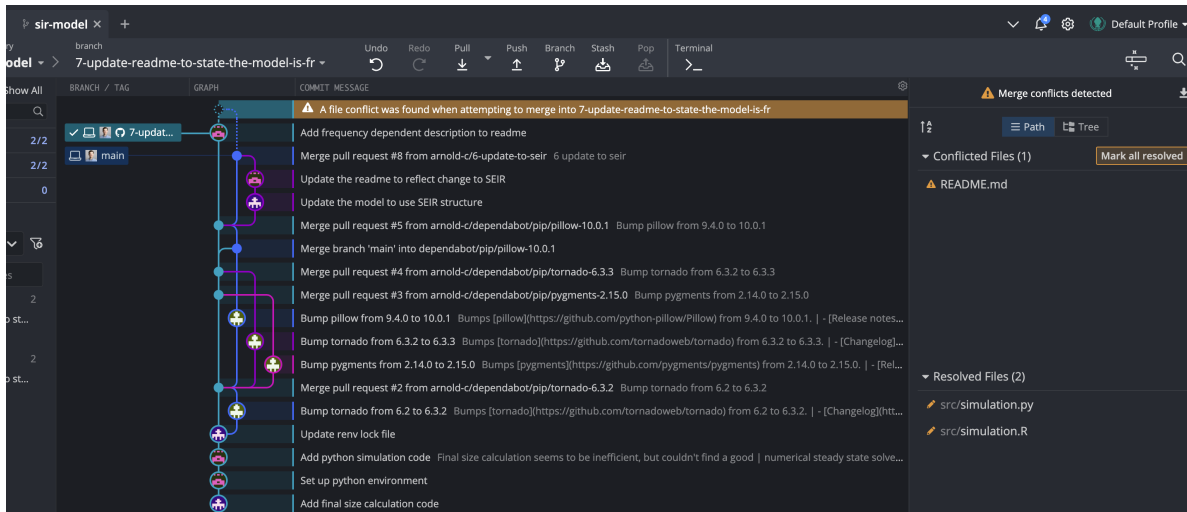 sir-model × +
Default Profile
branch
odel
7-update-readme-to-state-the-model-is-fr
Undo Redo Pull Push Branch Stash Pop Terminal
Show All
BRANCH / TAG GRAPH COMMIT MESSAGE
A file conflict was found when attempting to merge into 7-update-readme-to-state-the-model-is-fr
7-updat... Add frequency dependent description to readme
2/2
main Merge pull request #8 from arnold-c/6-update-to-seir 6 update to seir
2/2
Update the readme to reflect change to SEIR
0
Update the model to use SEIR structure
Merge pull request #5 from arnold-c/dependabot/pip/pillow-10.0.1 Bump pillow from 9.4.0 to 10.0.1
Merge branch 'main' into dependabot/pip/pillow-10.0.1
Merge pull request #4 from arnold-c/dependabot/pip/tornado-6.3.3 Bump tornado from 6.3.2 to 6.3.3
es
Merge pull request #3 from arnold-c/dependabot/pip/pygments-2.15.0 Bump pygments from 2.14.0 to 2.15.0
2
o st...
Bump pillow from 9.4.0 to 10.0.1 Bumps [pillow](https://github.com/python-pillow/Pillow) from 9.4.0 to 10.0.1. | - [Release notes...
Bump tornado from 6.3.2 to 6.3.3 Bumps [tornado](https://github.com/tornadoweb/tornado) from 6.3.2 to 6.3.3. | - [Changelog]...
2
Bump pygments from 2.14.0 to 2.15.0 Bumps [pygments](https://github.com/pygments/pygments) from 2.14.0 to 2.15.0. | - [Rel...
o st...
Merge pull request #2 from arnold-c/dependabot/pip/tornado-6.3.2 Bump tornado from 6.2 to 6.3.2
Bump tornado from 6.2 to 6.3.2 Bumps [tornado](https://github.com/tornadoweb/tornado) from 6.2 to 6.3.2. | - [Changelog](htt...
Update renv lock file
Add python simulation code Final size calculation seems to be inefficient, but couldn't find a good | numerical steady state solve...
Set up python environment
Add final size calculation code
Merge conflicts detected
Path Tree
Conflicted Files (1) Mark all resolved
README.md
Resolved Files (2)
src/simulation.py
src/simulation.R